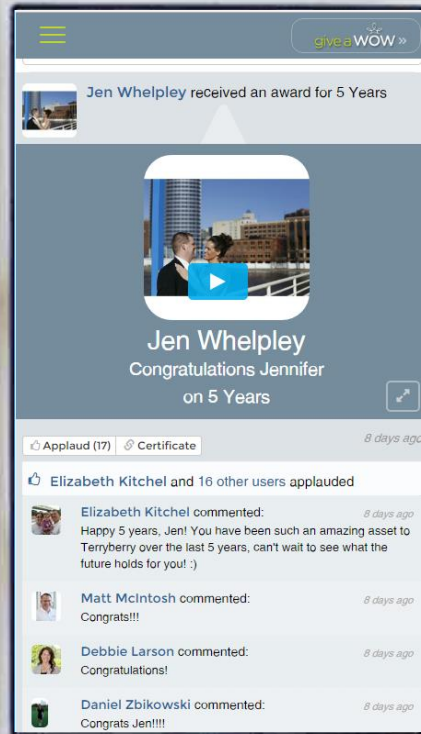 give a WOW »
Jen Whelpley received an award for 5 Years
Jen Whelpley
Congratulations Jennifer
on 5 Years
Applaud (17) Certificate
8 days ago
Elizabeth Kitchel and 16 other users applauded
Elizabeth Kitchel commented: 8 days ago
Happy 5 years, Jen! You have been such an amazing asset to
Terryberry over the last 5 years, can't wait to see what the
future holds for you! :)
Matt McIntosh commented: 8 days ago
Congrats!!!
Debbie Larson commented: 8 days ago
Congratulations!
Daniel Zbikowski commented: 8 days ago
Congrats Jen!!!!